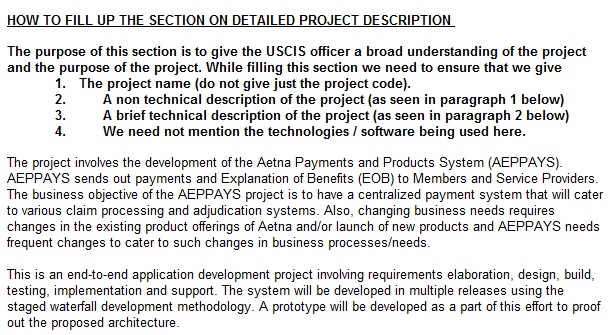 HOW TO FILL UP THE SECTION ON DETAILED PROJECT DESCRIPTION
The purpose of this section is to give the USCIS officer a broad understanding of the project
and the purpose of the project. While filling this section we need to ensure that we give
1. The project name (do not give just the project code).
2. A non technical description of the project (as seen in paragraph 1 below)
3. A brief technical description of the project (as seen in paragraph 2 below)
4. We need not mention the technologies / software being used here.
The project involves the development of the Aetna Payments and Products System (AEPPAYS).
AEPPAYS sends out payments and Explanation of Benefits (EOB) to Members and Service Providers.
The business objective of the AEPPAYS project is to have a centralized payment system that will cater
to various claim processing and adjudication systems. Also, changing business needs requires
changes in the existing product offerings of Aetna and/or launch of new products and AEPPAYS needs
frequent changes to cater to such changes in business processes/needs.
This is an end-to-end application development project involving requirements elaboration, design, build,
testing, implementation and support. The system will be developed in multiple releases using the
staged waterfall development methodology. A prototype will be developed as a part of this effort to proof
out the proposed architecture.